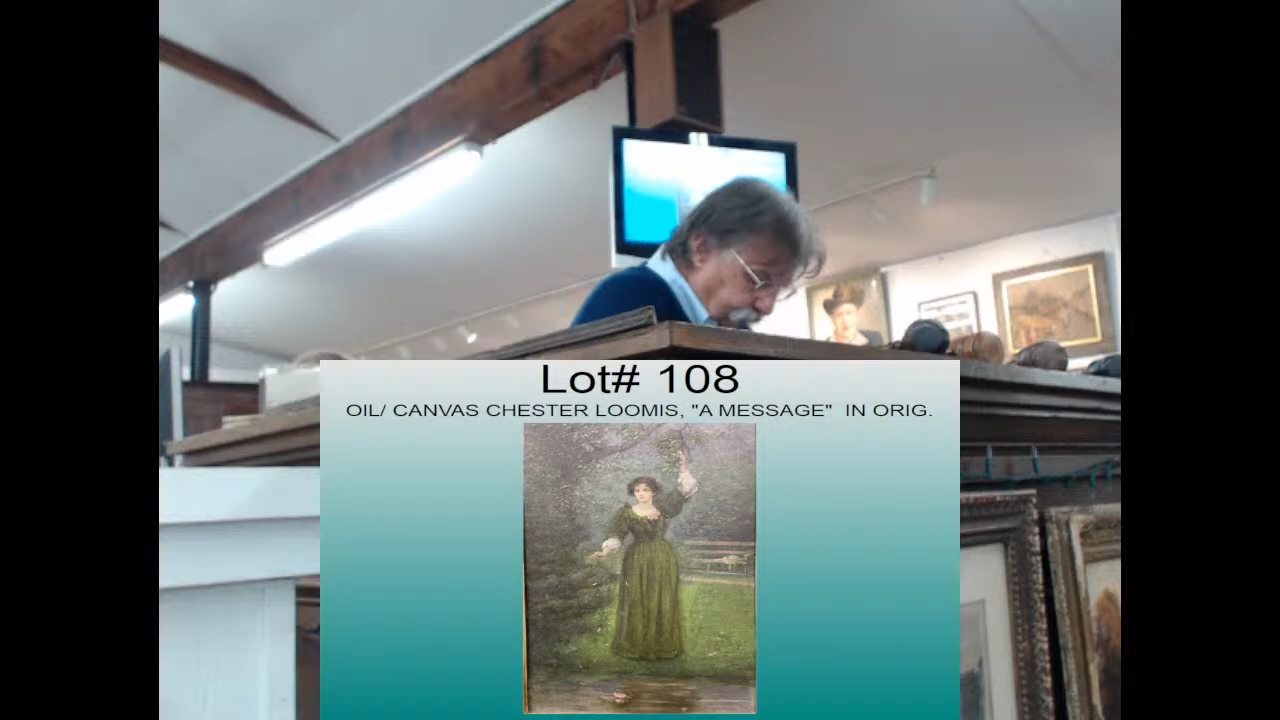 Lot# 108
OIL/ CANVAS CHESTER LOOMIS, "A MESSAGE" IN ORIG.